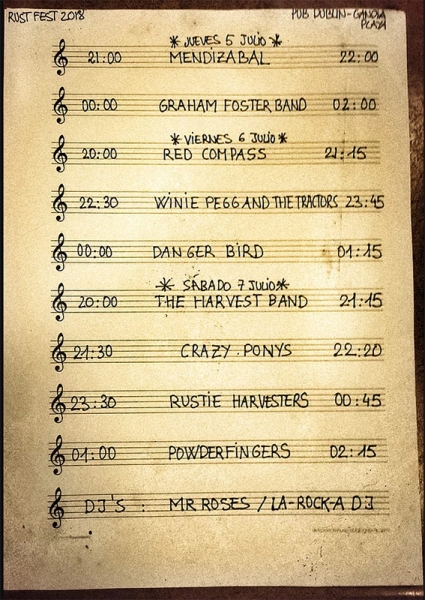 RUST FEST 2018
PUB DUBLIN - GANDIA
PLAYA
* JUEVES 5 JULIO *
21:00 MENDIZABAL 22:00
00:00 GRAHAM FOSTER BAND 02:00
* VIERNES 6 JULIO *
20:00 RED COMPASS 21:15
22:30 WINIE PEGG AND THE TRACTORS 23:45
00:00 DANGER BIRD 01:15
* SÁBADO 7 JULIO *
20:00 THE HARVEST BAND 21:15
21:30 CRAZY PONYS 22:20
23:30 RUSTIE HARVESTERS 00:45
01:00 POWDERFINGERS 02:15
DJ'S : MR ROSES / LA-ROCK-A DJ